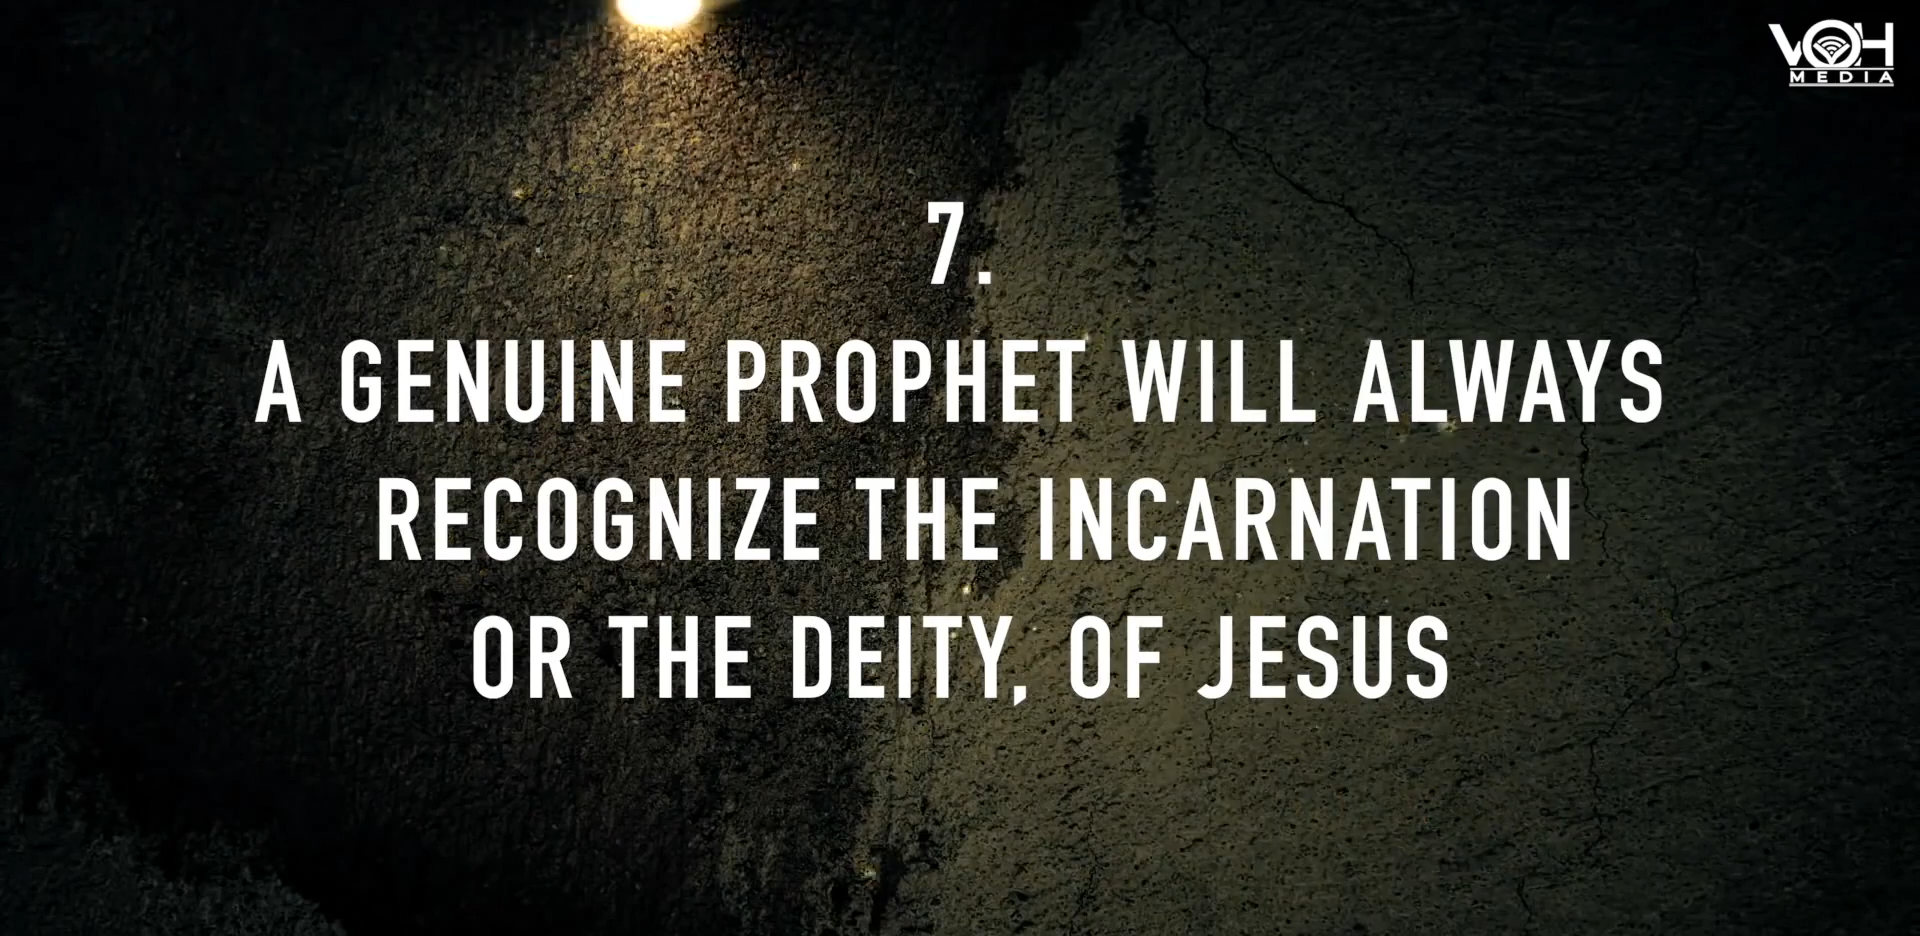 VOH
MEDIA
7.
A GENUINE PROPHET WILL ALWAYS
RECOGNIZE THE INCARNATION
OR THE DEITY, OF JESUS